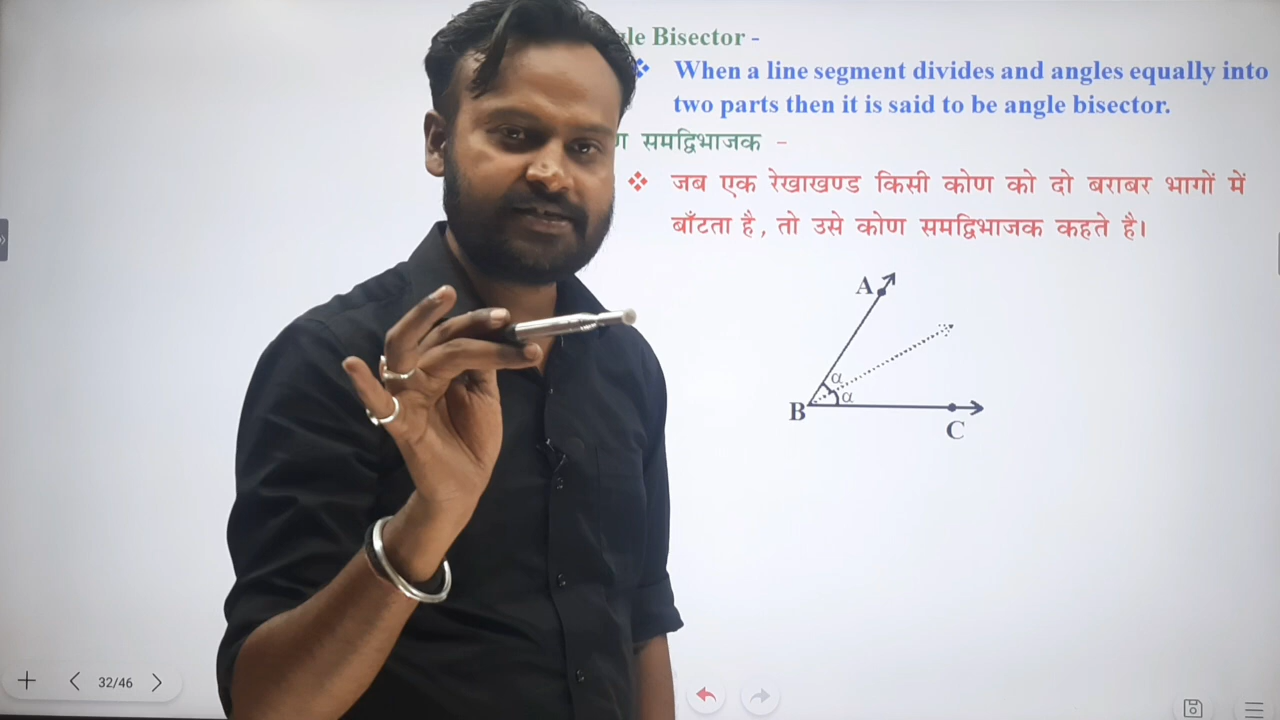 Bisector -
❖ When a line segment divides and angles equally into
two parts then it is said to be angle bisector.
समद्विभाजक -
❖ जब एक रेखाखण्ड किसी कोण को दो बराबर भागों में
बाँटता है, तो उसे कोण समद्विभाजक कहते है।
A
α
α
B
C
32/46